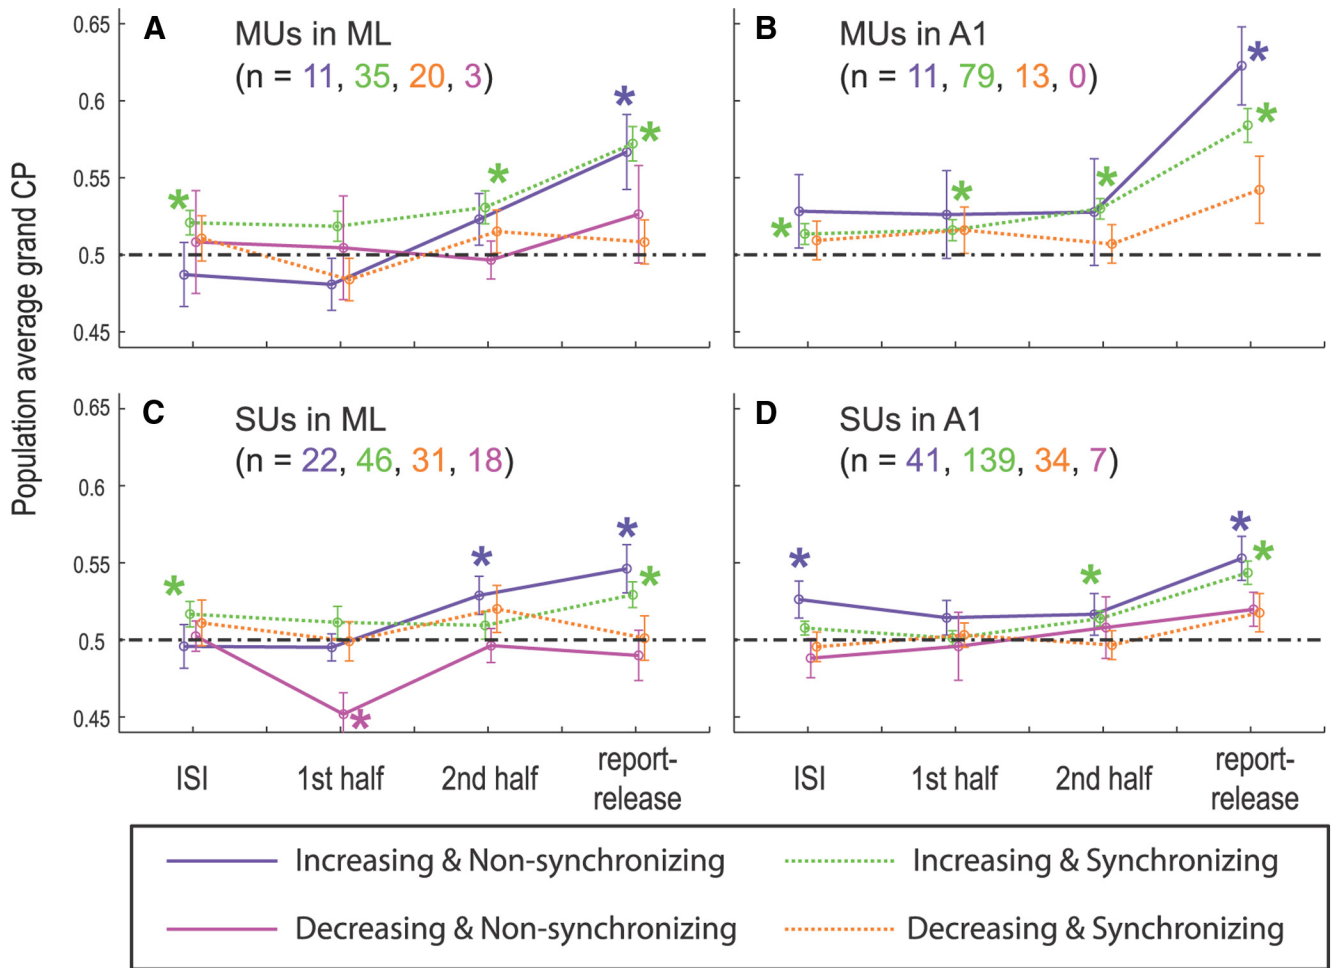 Population average grand CP
A
MUs in ML
(n = 11, 35, 20, 3)
0.65
0.6
0.55
0.5
0.45
*
*
*
*
B
MUs in A1
(n = 11, 79, 13, 0)
*
*
*
*
*
C
SUs in ML
(n = 22, 46, 31, 18)
0.65
0.6
0.55
0.5
0.45
*
*
*
*
*
D
SUs in A1
(n = 41, 139, 34, 7)
*
*
*
*
ISI 1st half 2nd half report-
release
ISI 1st half 2nd half report-
release
Increasing & Non-synchronizing Increasing & Synchronizing
Decreasing & Non-synchronizing Decreasing & Synchronizing